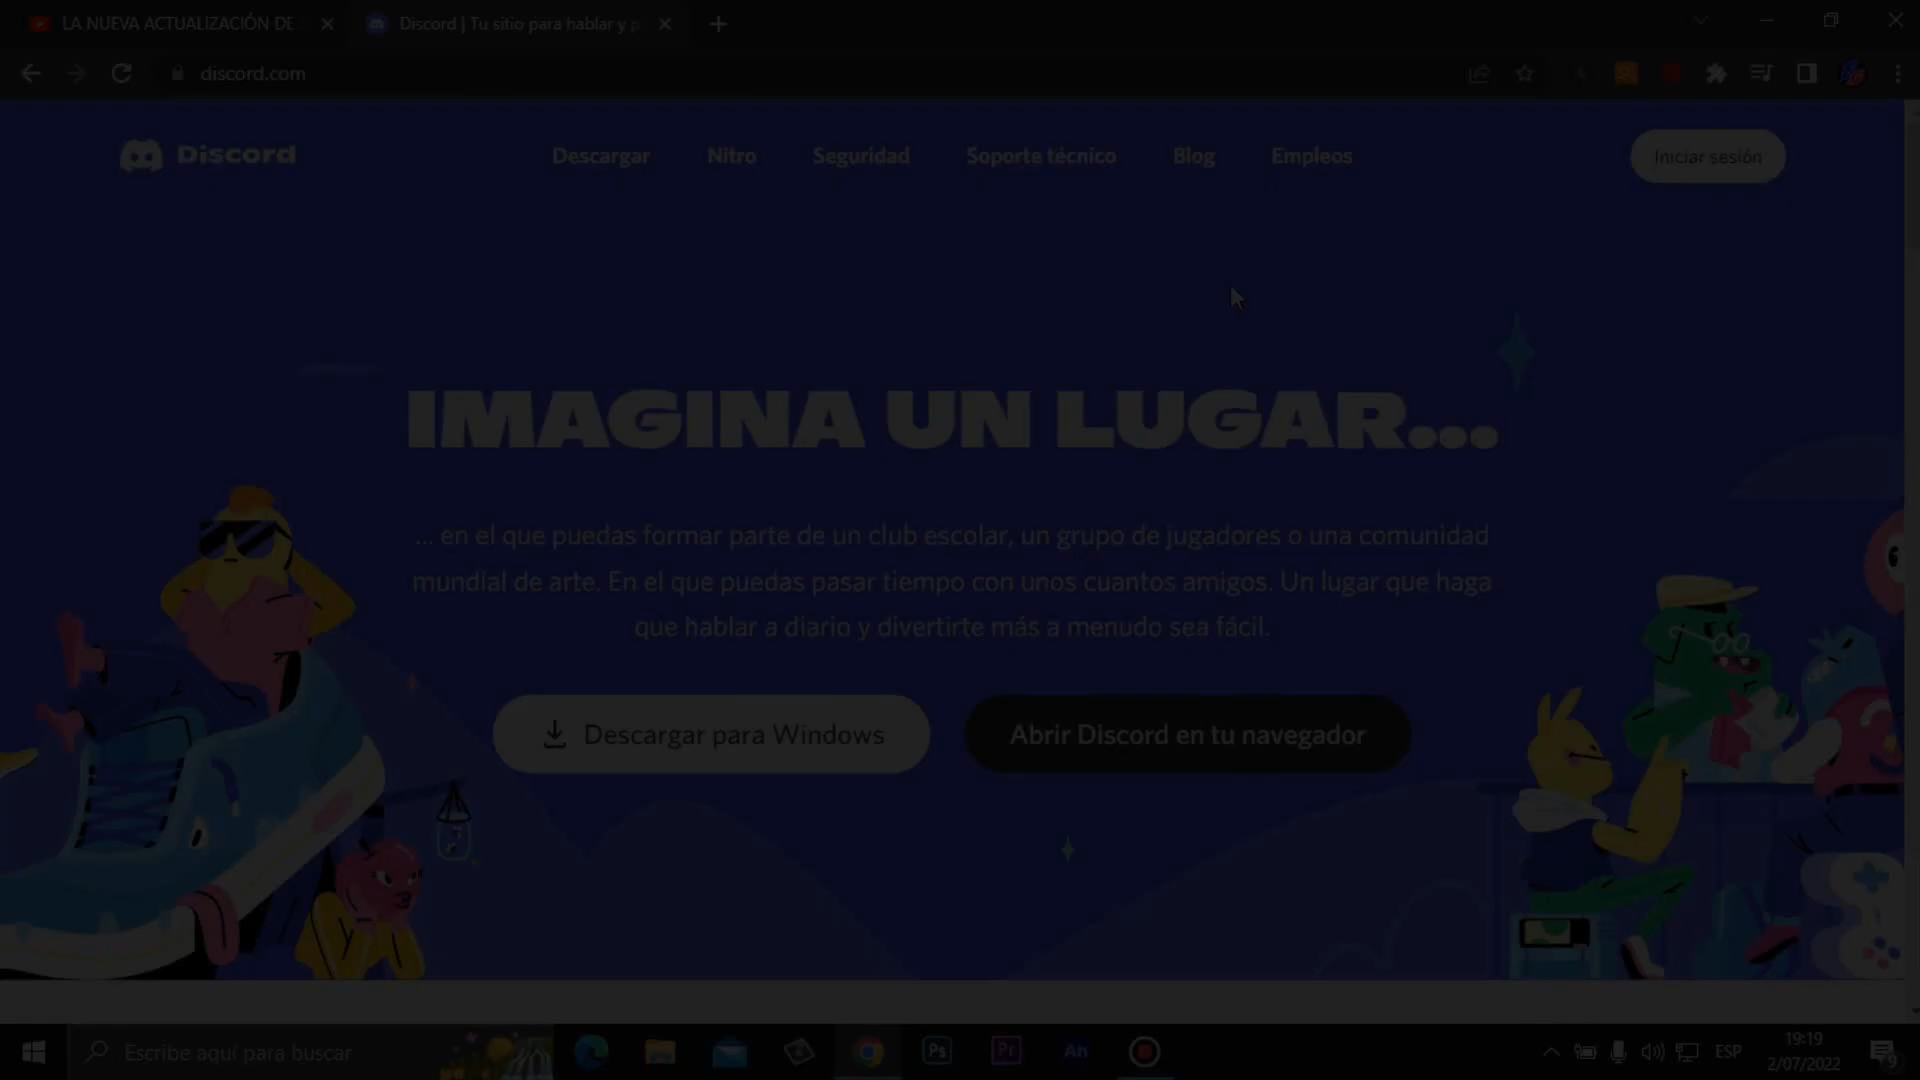 LA NUEVA ACTUALIZACIÓN DE
Discord | Tu sitio para hablar y p
discord.com
Discord
Descargar
Nitro
Seguridad
Soporte técnico
Blog
Empleos
Iniciar sesión
IMAGINA UN LUGAR...
... en el que puedas formar parte de un club escolar, un grupo de jugadores o una comunidad
mundial de arte. En el que puedas pasar tiempo con unos cuantos amigos. Un lugar que haga
que hablar a diario y divertirte más a menudo sea fácil.
Descargar para Windows
Abrir Discord en tu navegador
Escribe aquí para buscar
Ps
Pr
An
ESP
19:19
2/07/2022
9